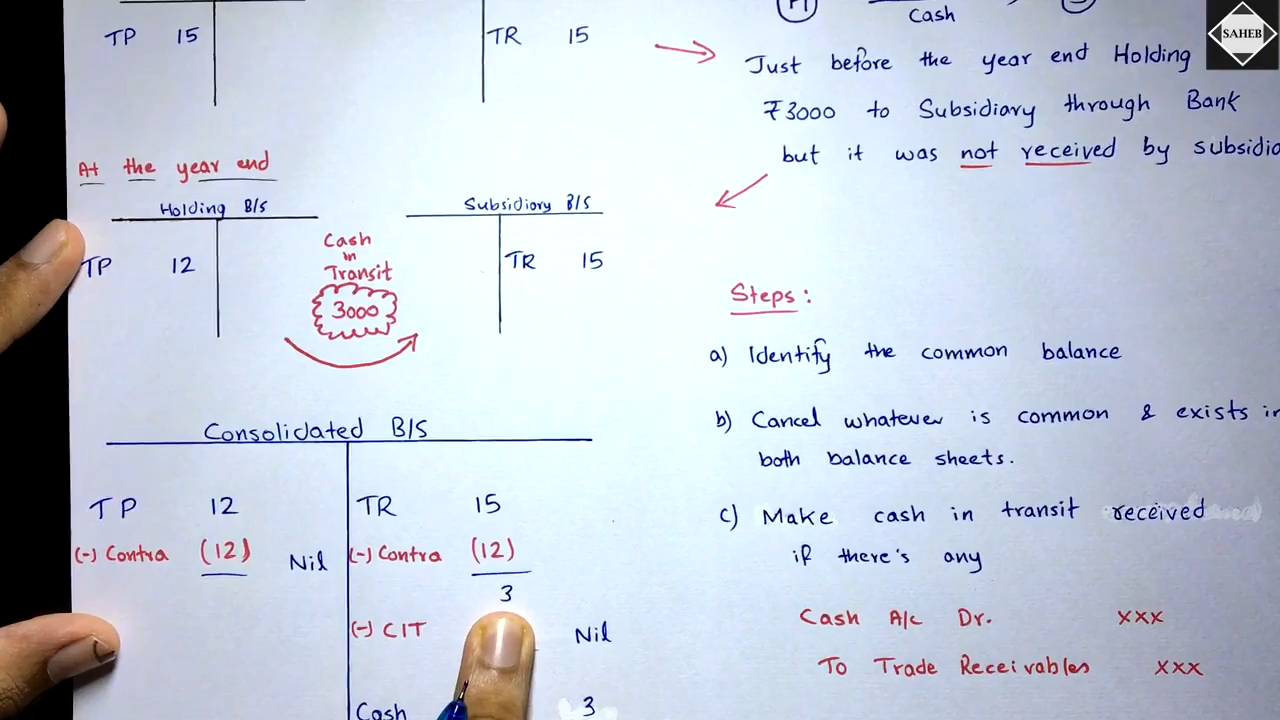 TP 15
TR 15
Cash
SAHEB
Just before the year end Holding
₹3000 to Subsidiary through Bank
but it was not received by subsidia
At the year end
Holding B/S
Subsidiary B/S
TP 12
Cash
in
Transit
3000
TR 15
Steps:
a) Identify the common balance
b) Cancel whatever is common & exists in
both balance sheets.
c) Make cash in transit received
if there's any
Cash A/c Dr. xxx
To Trade Receivables xxx
Consolidated B/S
TP 12
(-) Contra (12) Nil
TR 15
(-) Contra (12)
3
(-) CIT Nil
Cash 3